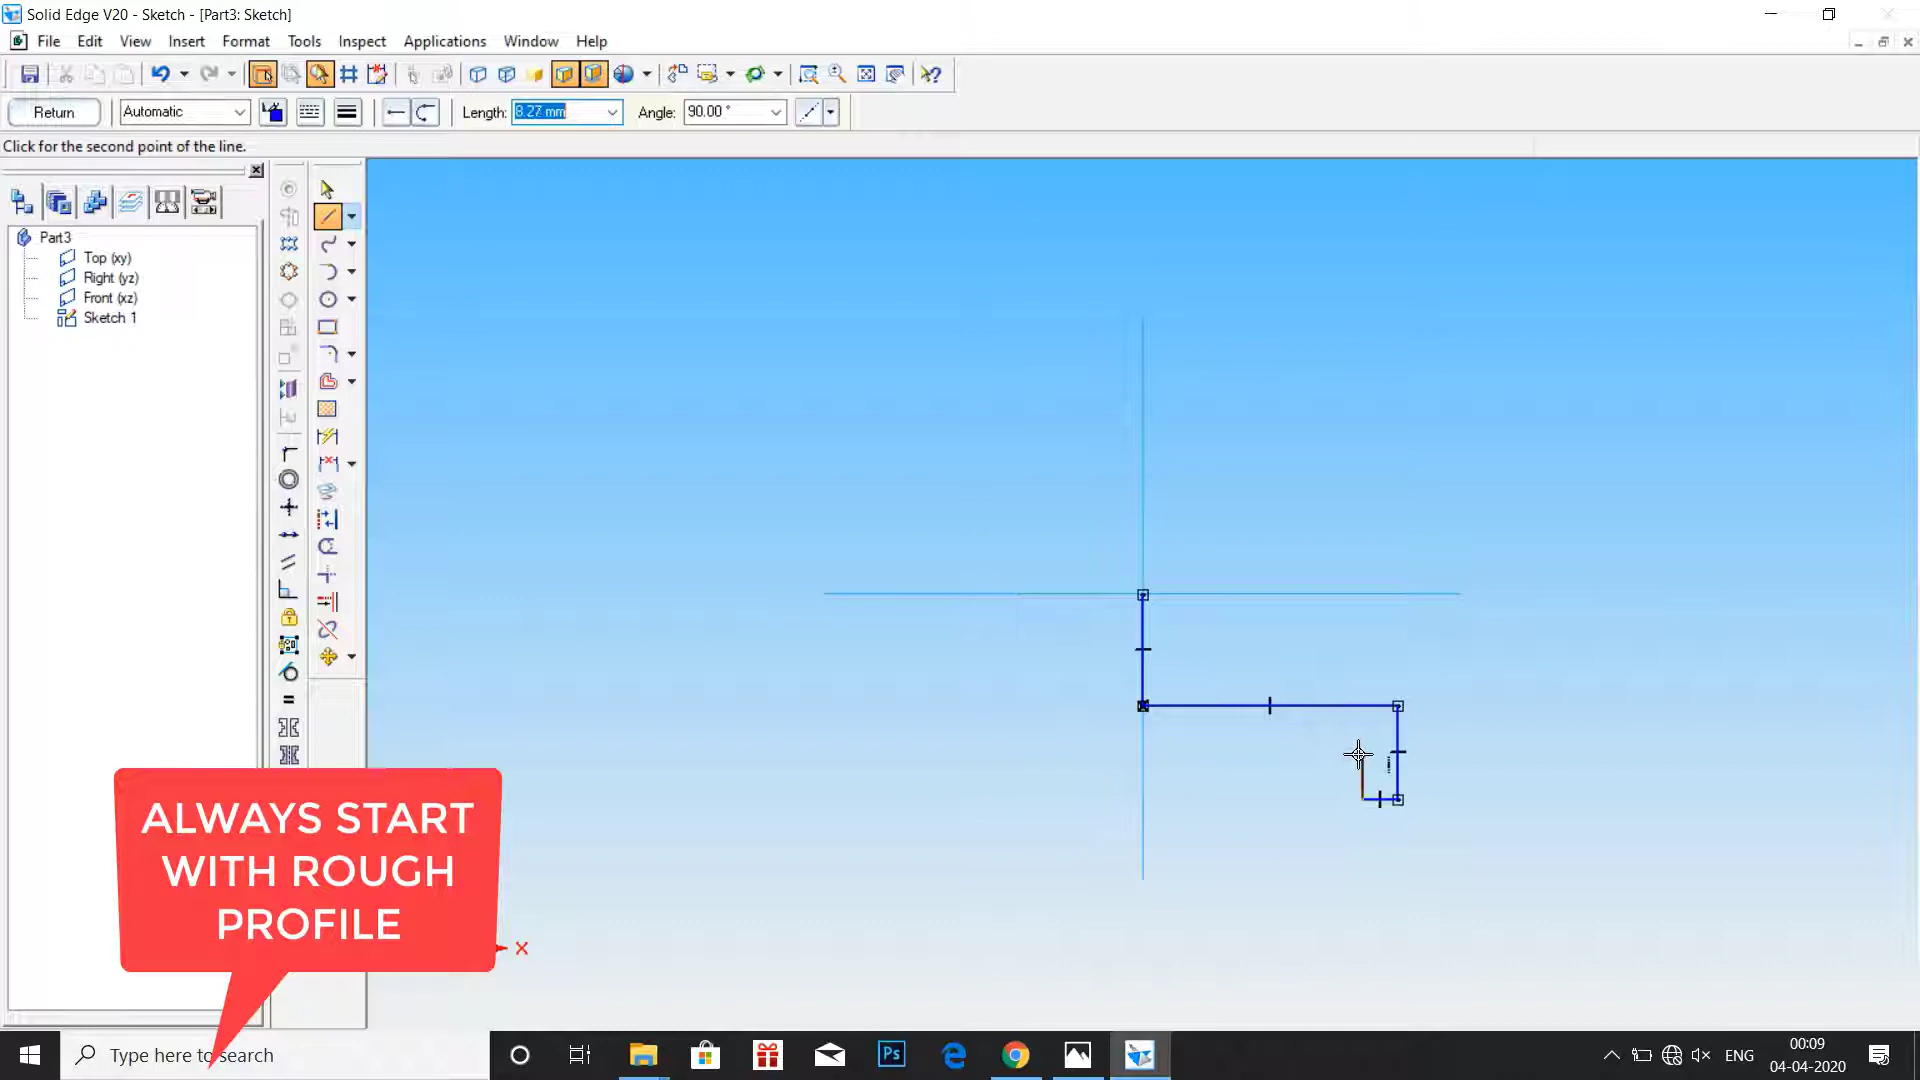 Solid Edge V20 - Sketch - [Part3: Sketch]
File Edit View Insert Format Tools Inspect Applications Window Help
Return Automatic Length: 8.27 mm Angle: 90.00 °
Click for the second point of the line.
Part3
Top (xy)
Right (yz)
Front (xz)
Sketch 1
ALWAYS START
WITH ROUGH
PROFILE
X
Type here to search
Ps
ENG
00:09
04-04-2020